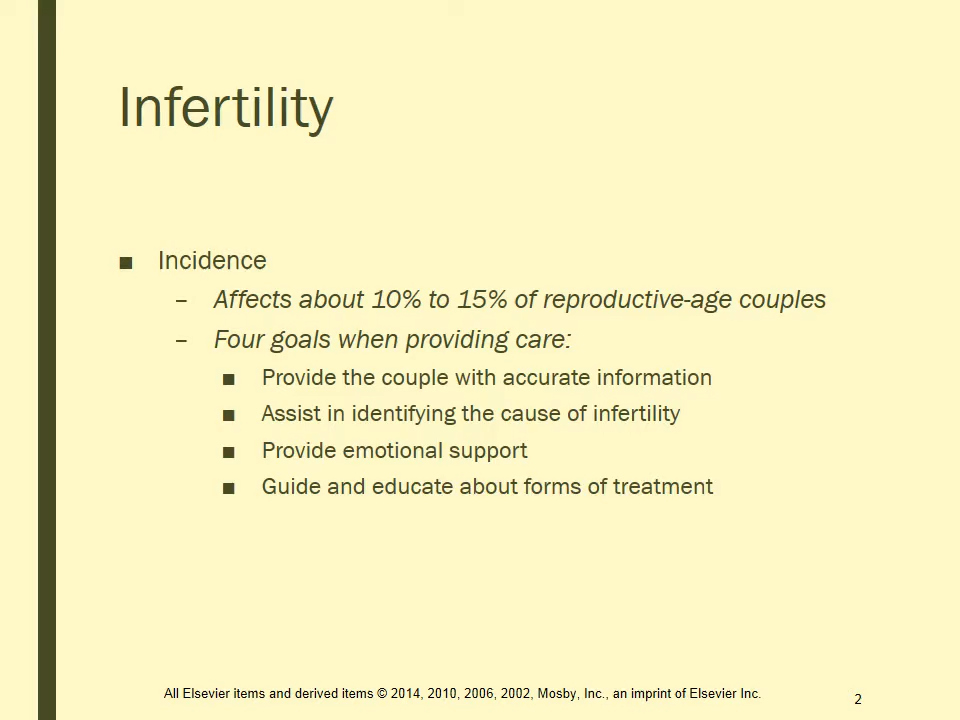 Infertility
■ Incidence
– Affects about 10% to 15% of reproductive-age couples
– Four goals when providing care:
■ Provide the couple with accurate information
■ Assist in identifying the cause of infertility
■ Provide emotional support
■ Guide and educate about forms of treatment
All Elsevier items and derived items © 2014, 2010, 2006, 2002, Mosby, Inc., an imprint of Elsevier Inc.
2